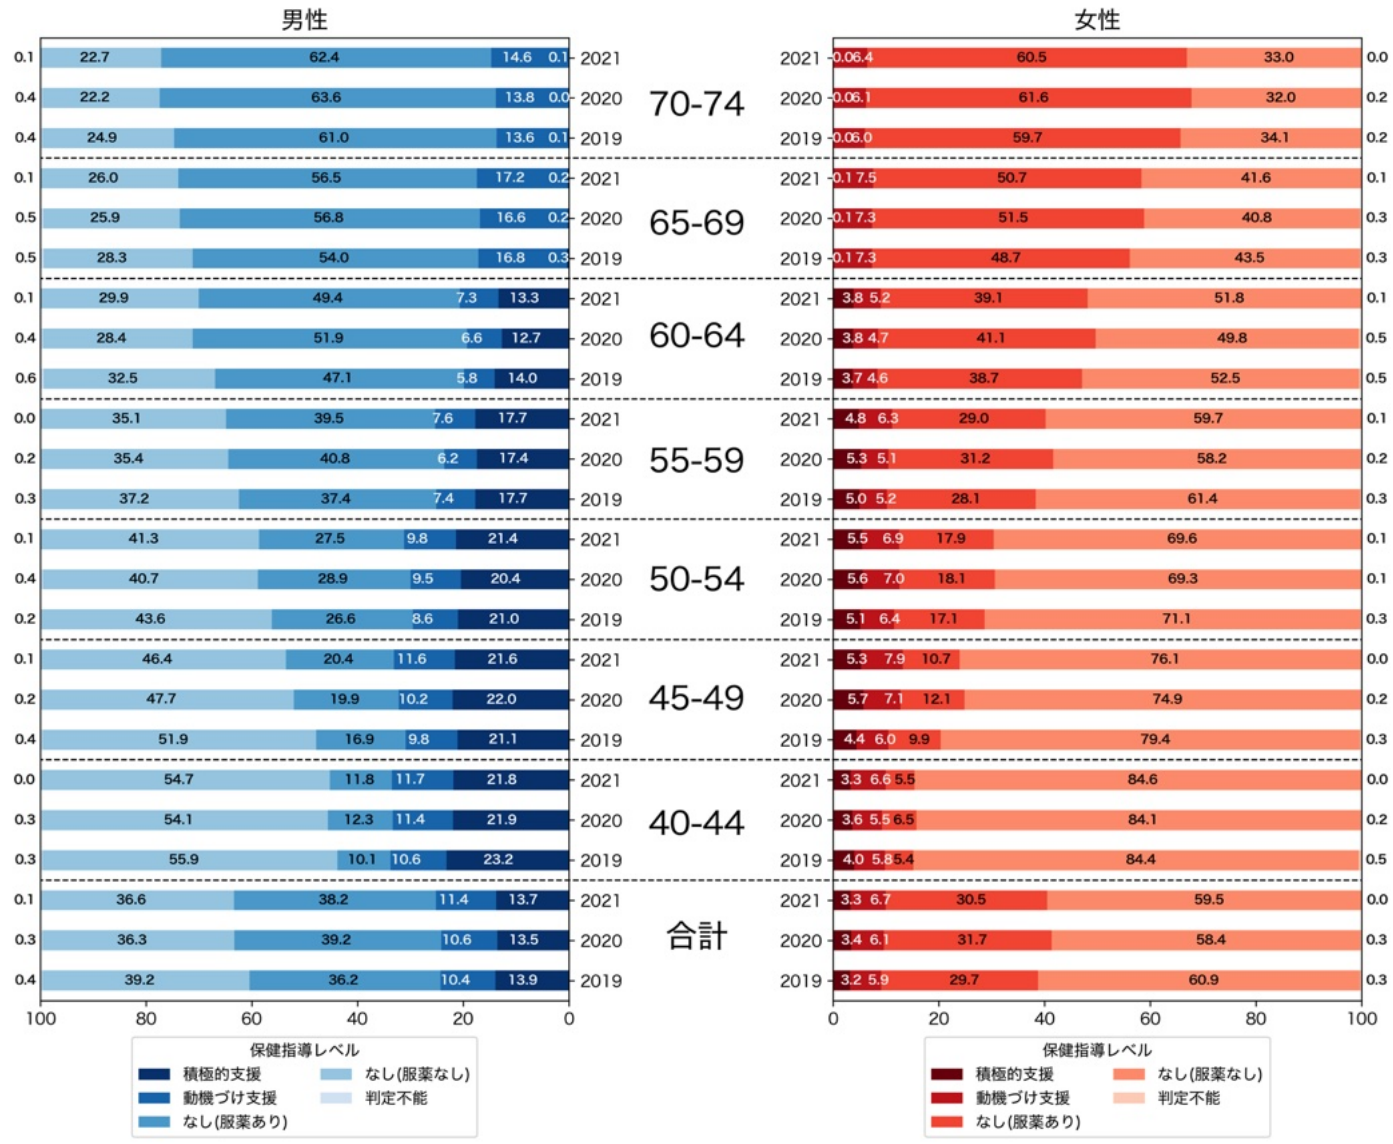 男性 女性
0.1 22.7 62.4 14.6 0.1 2021 2021 0.0 6.4 60.5 33.0 0.0
0.4 22.2 63.6 13.8 0.0 2020 70-74 2020 0.0 6.1 61.6 32.0 0.2
0.4 24.9 61.0 13.6 0.1 2019 2019 0.0 6.0 59.7 34.1 0.2
0.1 26.0 56.5 17.2 0.2 2021 2021 0.1 7.5 50.7 41.6 0.1
0.5 25.9 56.8 16.6 0.2 2020 65-69 2020 0.1 7.3 51.5 40.8 0.3
0.5 28.3 54.0 16.8 0.3 2019 2019 0.1 7.3 48.7 43.5 0.3
0.1 29.9 49.4 7.3 13.3 2021 2021 3.8 5.2 39.1 51.8 0.1
0.4 28.4 51.9 6.6 12.7 2020 60-64 2020 3.8 4.7 41.1 49.8 0.5
0.6 32.5 47.1 5.8 14.0 2019 2019 3.7 4.6 38.7 52.5 0.5
0.0 35.1 39.5 7.6 17.7 2021 2021 4.8 6.3 29.0 59.7 0.1
0.2 35.4 40.8 6.2 17.4 2020 55-59 2020 5.3 5.1 31.2 58.2 0.2
0.3 37.2 37.4 7.4 17.7 2019 2019 5.0 5.2 28.1 61.4 0.3
0.1 41.3 27.5 9.8 21.4 2021 2021 5.5 6.9 17.9 69.6 0.1
0.4 40.7 28.9 9.5 20.4 2020 50-54 2020 5.6 7.0 18.1 69.3 0.1
0.2 43.6 26.6 8.6 21.0 2019 2019 5.1 6.4 17.1 71.1 0.3
0.1 46.4 20.4 11.6 21.6 2021 2021 5.3 7.9 10.7 76.1 0.0
0.2 47.7 19.9 10.2 22.0 2020 45-49 2020 5.7 7.1 12.1 74.9 0.2
0.4 51.9 16.9 9.8 21.1 2019 2019 4.4 6.0 9.9 79.4 0.3
0.0 54.7 11.8 11.7 21.8 2021 2021 3.3 6.6 5.5 84.6 0.0
0.3 54.1 12.3 11.4 21.9 2020 40-44 2020 3.6 5.5 6.5 84.1 0.2
0.3 55.9 10.1 10.6 23.2 2019 2019 4.0 5.8 5.4 84.4 0.5
0.1 36.6 38.2 11.4 13.7 2021 2021 3.3 6.7 30.5 59.5 0.0
0.3 36.3 39.2 10.6 13.5 2020 合計 2020 3.4 6.1 31.7 58.4 0.3
0.4 39.2 36.2 10.4 13.9 2019 2019 3.2 5.9 29.7 60.9 0.3
100 80 60 40 20 0 0 20 40 60 80 100
保健指導レベル
積極的支援 なし(服薬なし)
動機づけ支援 判定不能
なし(服薬あり)
保健指導レベル
積極的支援 なし(服薬なし)
動機づけ支援 判定不能
なし(服薬あり)